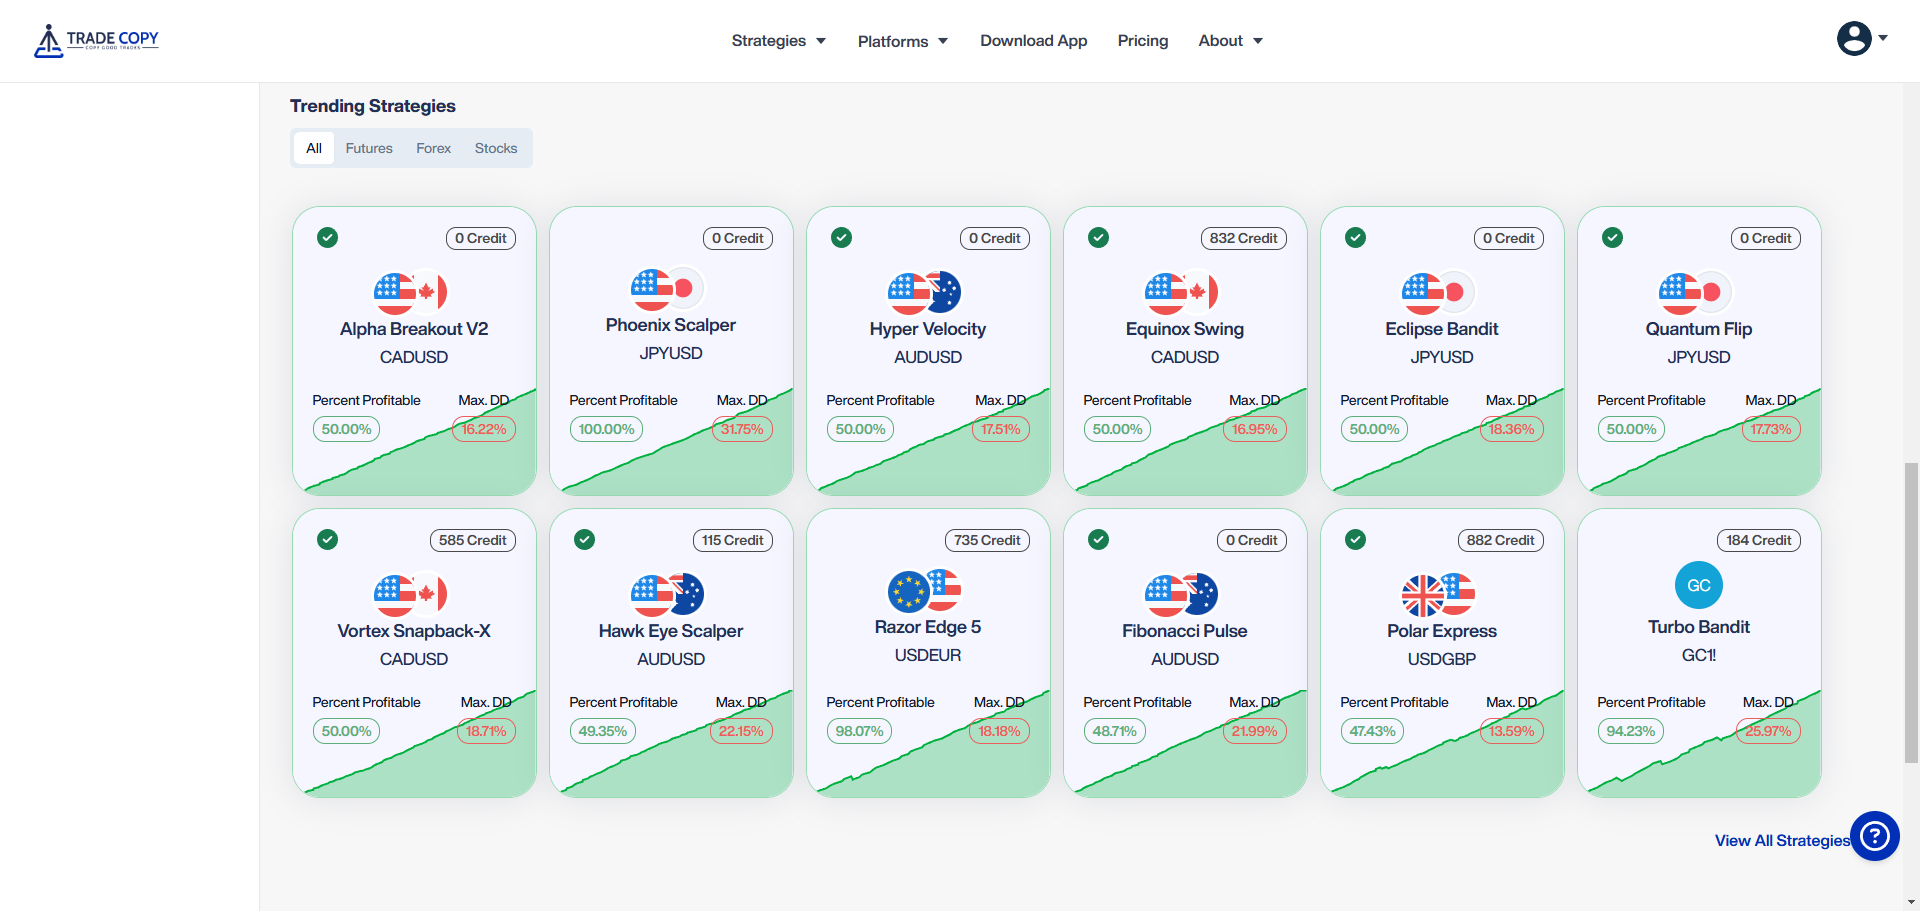 TRADE COPY
COPY GOOD TRADES
Strategies
Platforms
Download App
Pricing
About
Trending Strategies
All
Futures
Forex
Stocks
0 Credit
Alpha Breakout V2
CADUSD
Percent Profitable
Max. DD
50.00%
16.22%
0 Credit
Phoenix Scalper
JPYUSD
Percent Profitable
Max. DD
100.00%
31.75%
0 Credit
Hyper Velocity
AUDUSD
Percent Profitable
Max. DD
50.00%
17.51%
832 Credit
Equinox Swing
CADUSD
Percent Profitable
Max. DD
50.00%
16.95%
0 Credit
Eclipse Bandit
JPYUSD
Percent Profitable
Max. DD
50.00%
18.36%
0 Credit
Quantum Flip
JPYUSD
Percent Profitable
Max. DD
50.00%
17.73%
585 Credit
Vortex Snapback-X
CADUSD
Percent Profitable
Max. DD
50.00%
18.71%
115 Credit
Hawk Eye Scalper
AUDUSD
Percent Profitable
Max. DD
49.35%
22.15%
735 Credit
Razor Edge 5
USDEUR
Percent Profitable
Max. DD
98.07%
18.18%
0 Credit
Fibonacci Pulse
AUDUSD
Percent Profitable
Max. DD
48.71%
21.99%
882 Credit
Polar Express
USDGBP
Percent Profitable
Max. DD
47.43%
13.59%
184 Credit
GC
Turbo Bandit
GC1!
Percent Profitable
Max. DD
94.23%
25.97%
View All Strategies
?